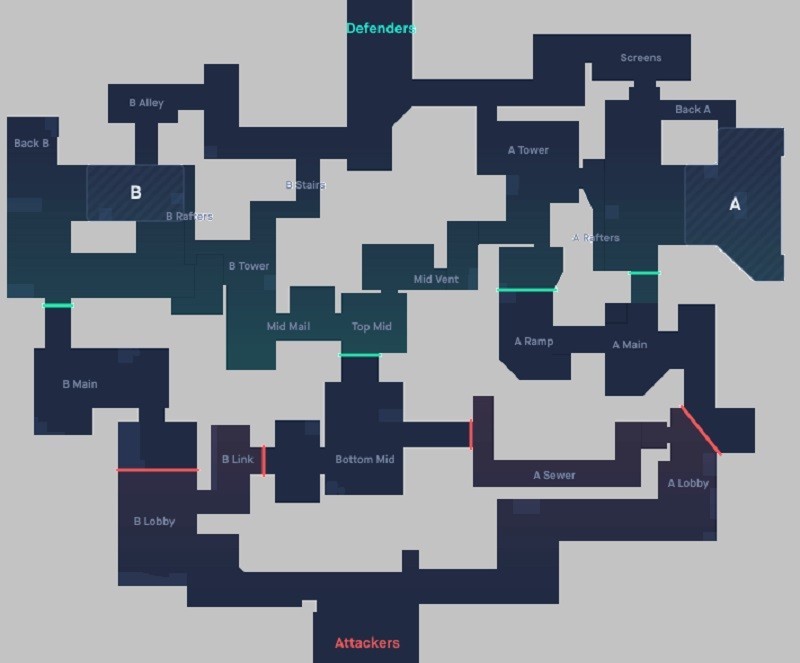 Defenders
Screens
B Alley
Back A
Back B
A Tower
B
B Stairs
A
B Rafters
A Rafters
B Tower
Mid Vent
Mid Mail
Top Mid
A Ramp
A Main
B Main
B Link
Bottom Mid
A Sewer
A Lobby
B Lobby
Attackers